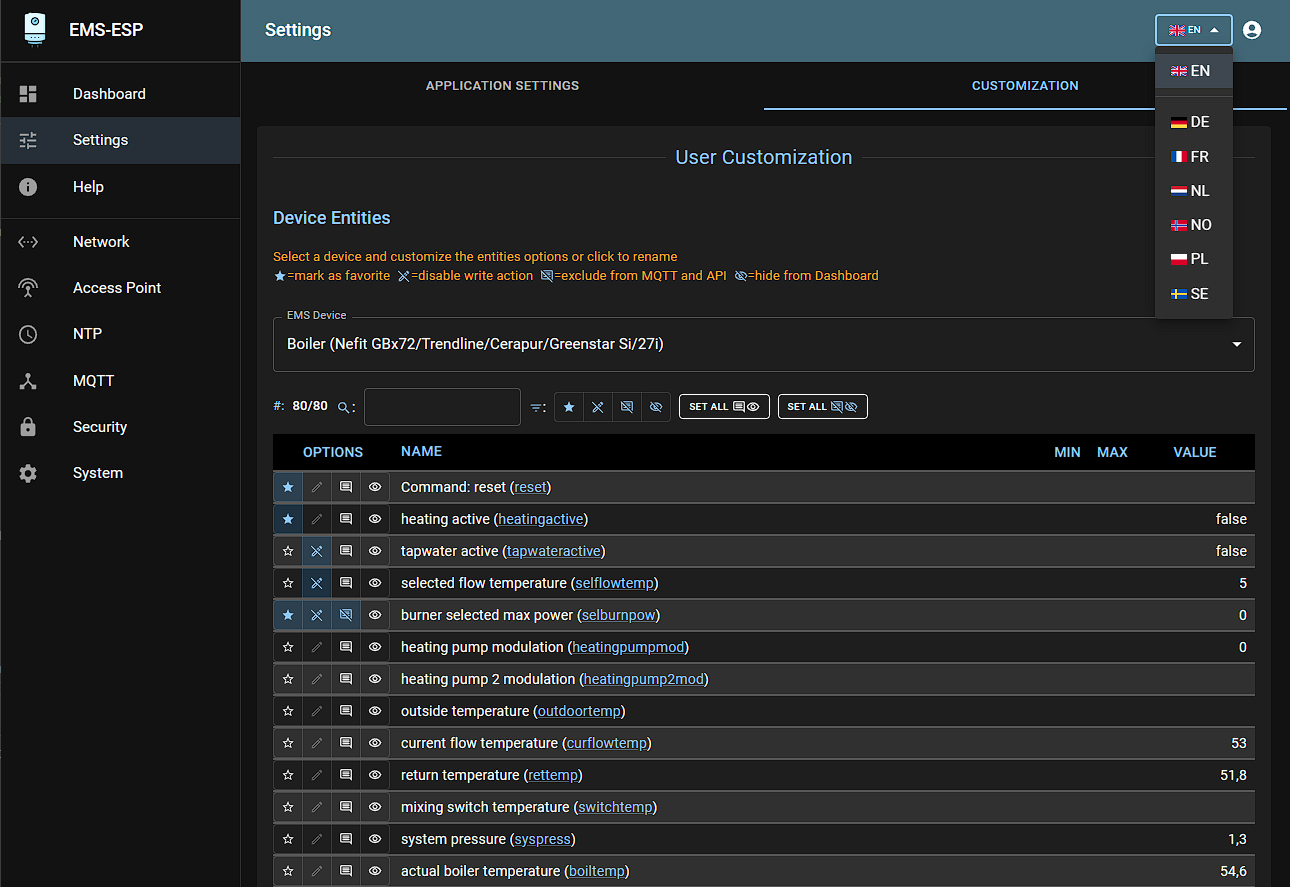 EMS-ESP
Settings
EN
Dashboard
Settings
Help
Network
Access Point
NTP
MQTT
Security
System
APPLICATION SETTINGS
CUSTOMIZATION
EN
DE
FR
NL
NO
PL
SE
User Customization
Device Entities
Select a device and customize the entities options or click to rename
=mark as favorite =disable write action =exclude from MQTT and API =hide from Dashboard
EMS Device
Boiler (Nefit GBx72/Trendline/Cerapur/Greenstar Si/27i)
#: 80/80 : : SET ALL SET ALL
OPTIONS NAME MIN MAX VALUE
Command: reset (reset)
heating active (heatingactive) false
tapwater active (tapwateractive) false
selected flow temperature (selflowtemp) 5
burner selected max power (selburnpow) 0
heating pump modulation (heatingpumpmod) 0
heating pump 2 modulation (heatingpump2mod)
outside temperature (outdoortemp)
current flow temperature (curflowtemp) 53
return temperature (rettemp) 51,8
mixing switch temperature (switchtemp)
system pressure (syspress) 1,3
actual boiler temperature (boiltemp) 54,6